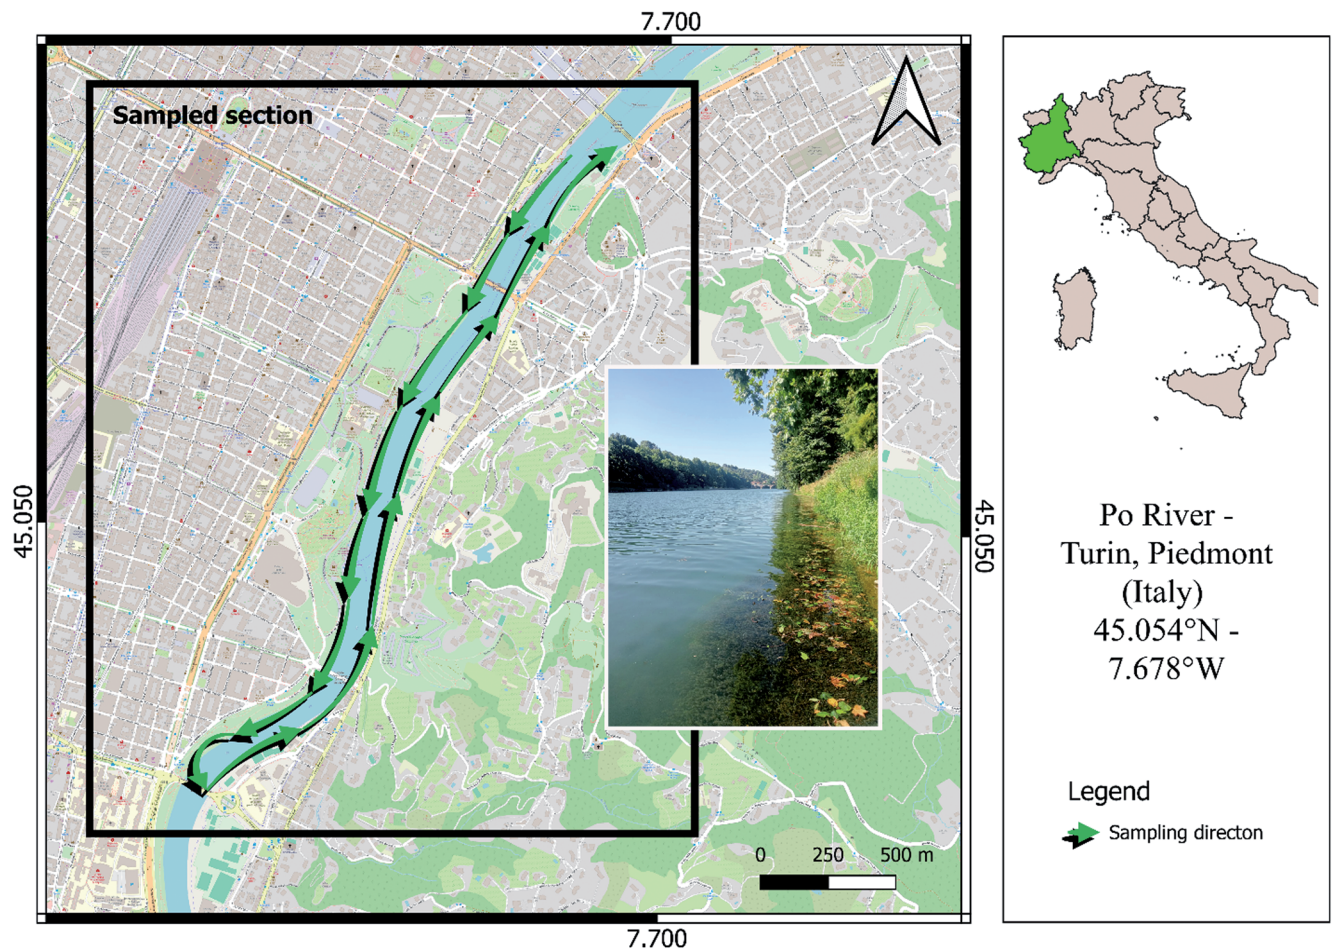 7.700
Sampled section
45.050
45.050
0 250 500 m
7.700
Po River -
Turin, Piedmont
(Italy)
45.054°N -
7.678°W
Legend
Sampling directon